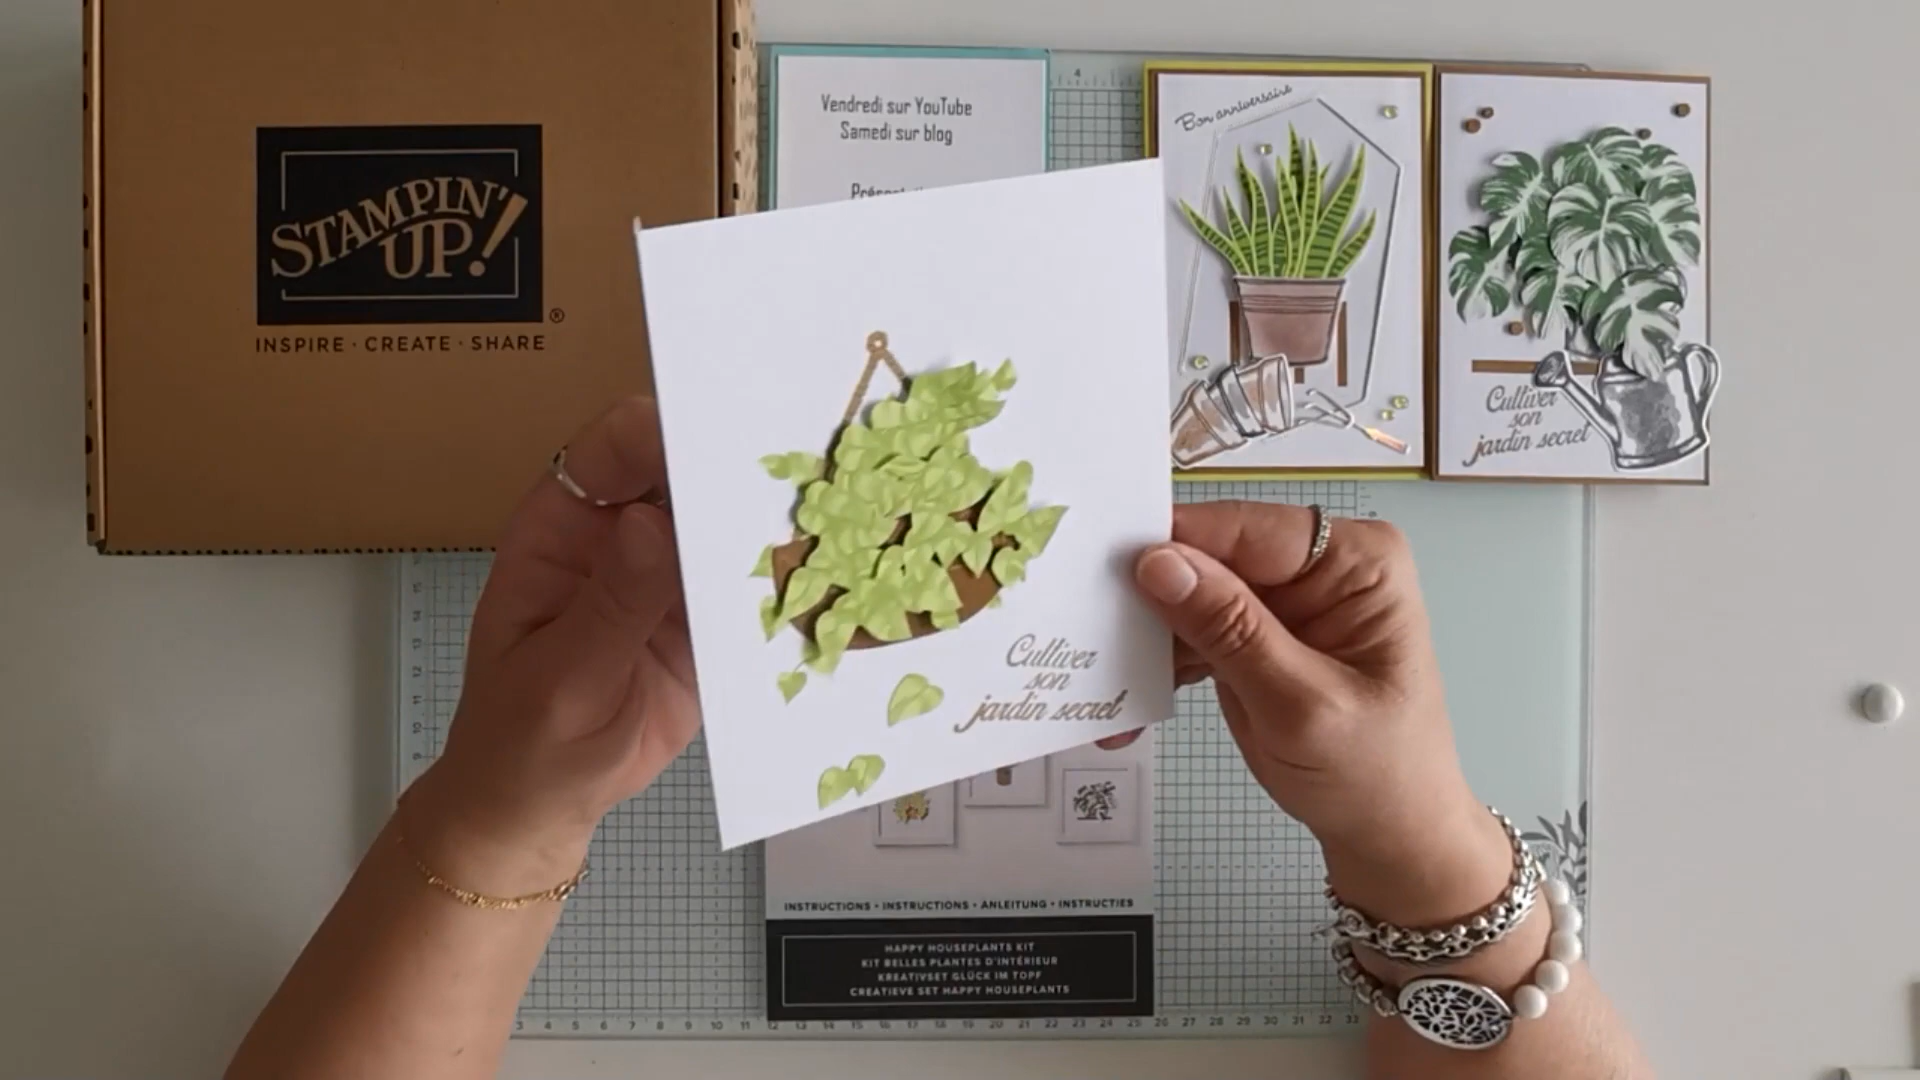 STAMPIN' UP!®
INSPIRE · CREATE · SHARE
Vendredi sur YouTube
Samedi sur blog
Bon anniversaire
Cultiver
son
jardin secret
Cultiver
son
jardin secret
INSTRUCTIONS • INSTRUCTIONS • ANLEITUNG • INSTRUCTIES
HAPPY HOUSEPLANTS KIT
KIT BELLES PLANTES D'INTÉRIEUR
KREATIVSET GLÜCK IM TOPF
CREATIEVE SET HAPPY HOUSEPLANTS